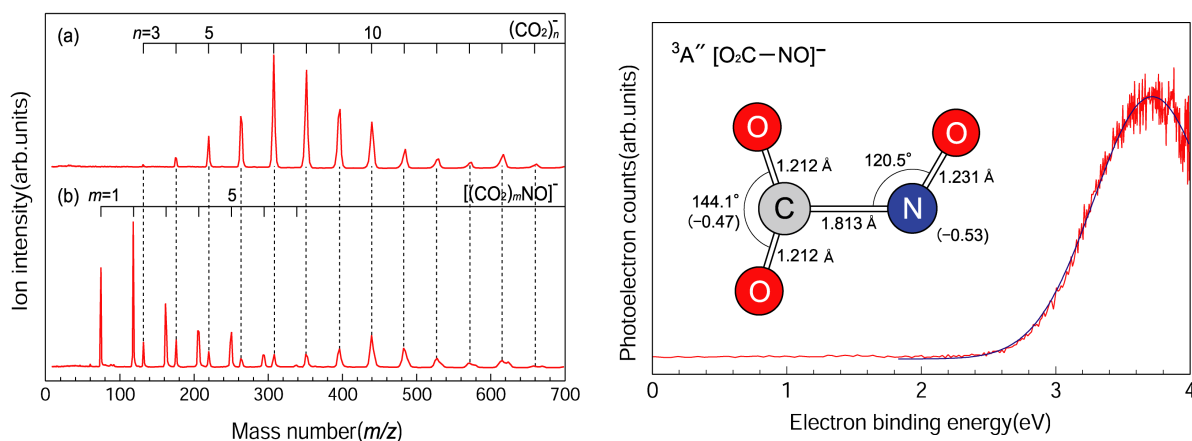 (a)
n=3
5
10
(CO₂)ₙ⁻
(b)
m=1
5
[(CO₂)ₘNO]⁻
Ion intensity(arb.units)
0
100
200
300
400
500
600
700
Mass number(m/z)
³A″ [O₂C−NO]⁻
O
O
1.212 Å
120.5°
1.231 Å
144.1°
(−0.47)
C
N
1.813 Å
(−0.53)
1.212 Å
O
Photoelectron counts(arb.units)
0
1
2
3
4
Electron binding energy(eV)